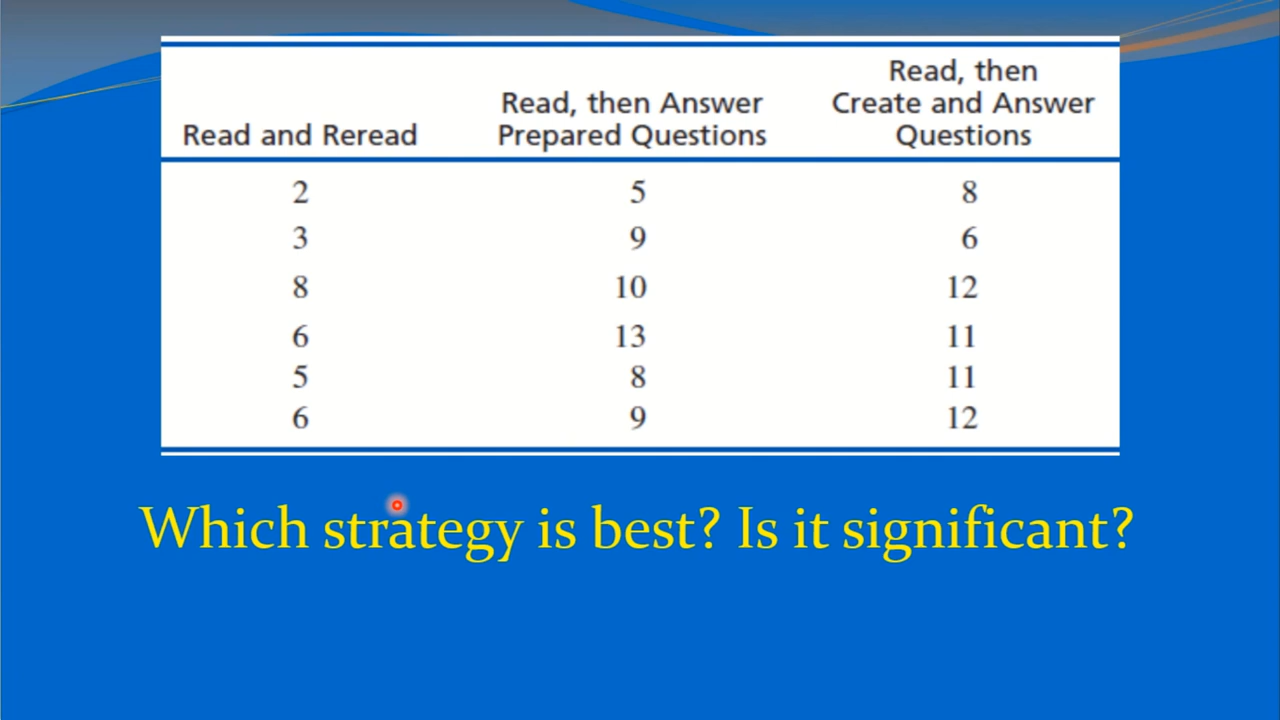 Read and Reread
Read, then Answer
Prepared Questions
Read, then
Create and Answer
Questions
2 5 8
3 9 6
8 10 12
6 13 11
5 8 11
6 9 12
Which strategy is best? Is it significant?